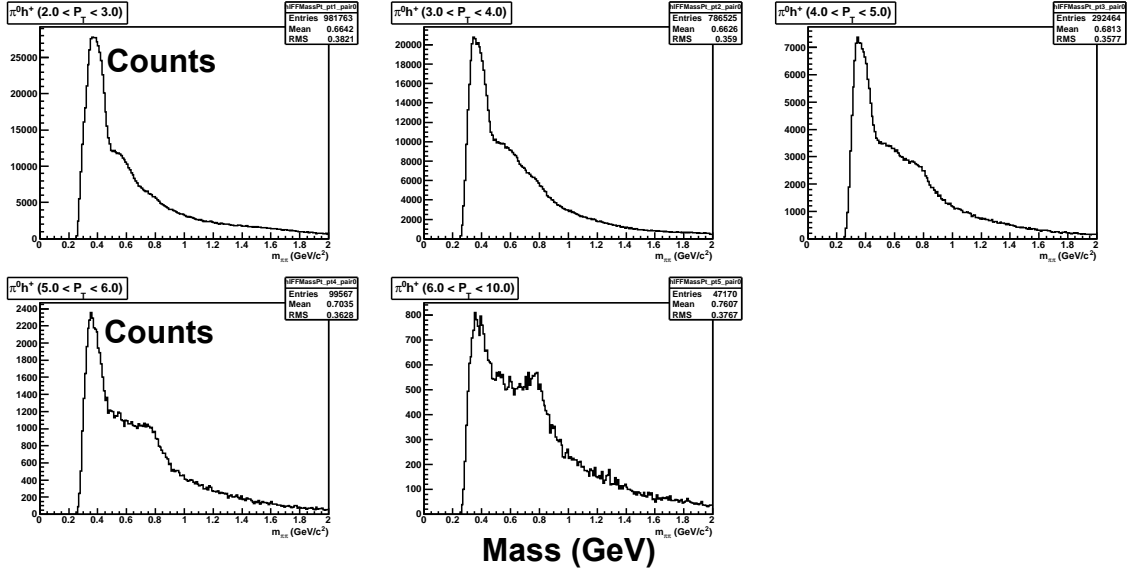 π⁰h⁺ (2.0 < P_T < 3.0)
hIFFMassPt_pt1_pair0
Entries 981763
Mean 0.6642
RMS 0.3821
Counts
25000
20000
15000
10000
5000
0
0 0.2 0.4 0.6 0.8 1 1.2 1.4 1.6 1.8 2
m_ππ (GeV/c²)
π⁰h⁺ (3.0 < P_T < 4.0)
hIFFMassPt_pt2_pair0
Entries 786525
Mean 0.6626
RMS 0.359
20000
18000
16000
14000
12000
10000
8000
6000
4000
2000
0
0 0.2 0.4 0.6 0.8 1 1.2 1.4 1.6 1.8 2
m_ππ (GeV/c²)
π⁰h⁺ (4.0 < P_T < 5.0)
hIFFMassPt_pt3_pair0
Entries 292464
Mean 0.6813
RMS 0.3577
7000
6000
5000
4000
3000
2000
1000
0
0 0.2 0.4 0.6 0.8 1 1.2 1.4 1.6 1.8 2
m_ππ (GeV/c²)
π⁰h⁺ (5.0 < P_T < 6.0)
hIFFMassPt_pt4_pair0
Entries 99567
Mean 0.7035
RMS 0.3628
Counts
2400
2200
2000
1800
1600
1400
1200
1000
800
600
400
200
0
0 0.2 0.4 0.6 0.8 1 1.2 1.4 1.6 1.8 2
m_ππ (GeV/c²)
π⁰h⁺ (6.0 < P_T < 10.0)
hIFFMassPt_pt5_pair0
Entries 47170
Mean 0.7607
RMS 0.3767
800
700
600
500
400
300
200
100
0
0 0.2 0.4 0.6 0.8 1 1.2 1.4 1.6 1.8 2
m_ππ (GeV/c²)
Mass (GeV)